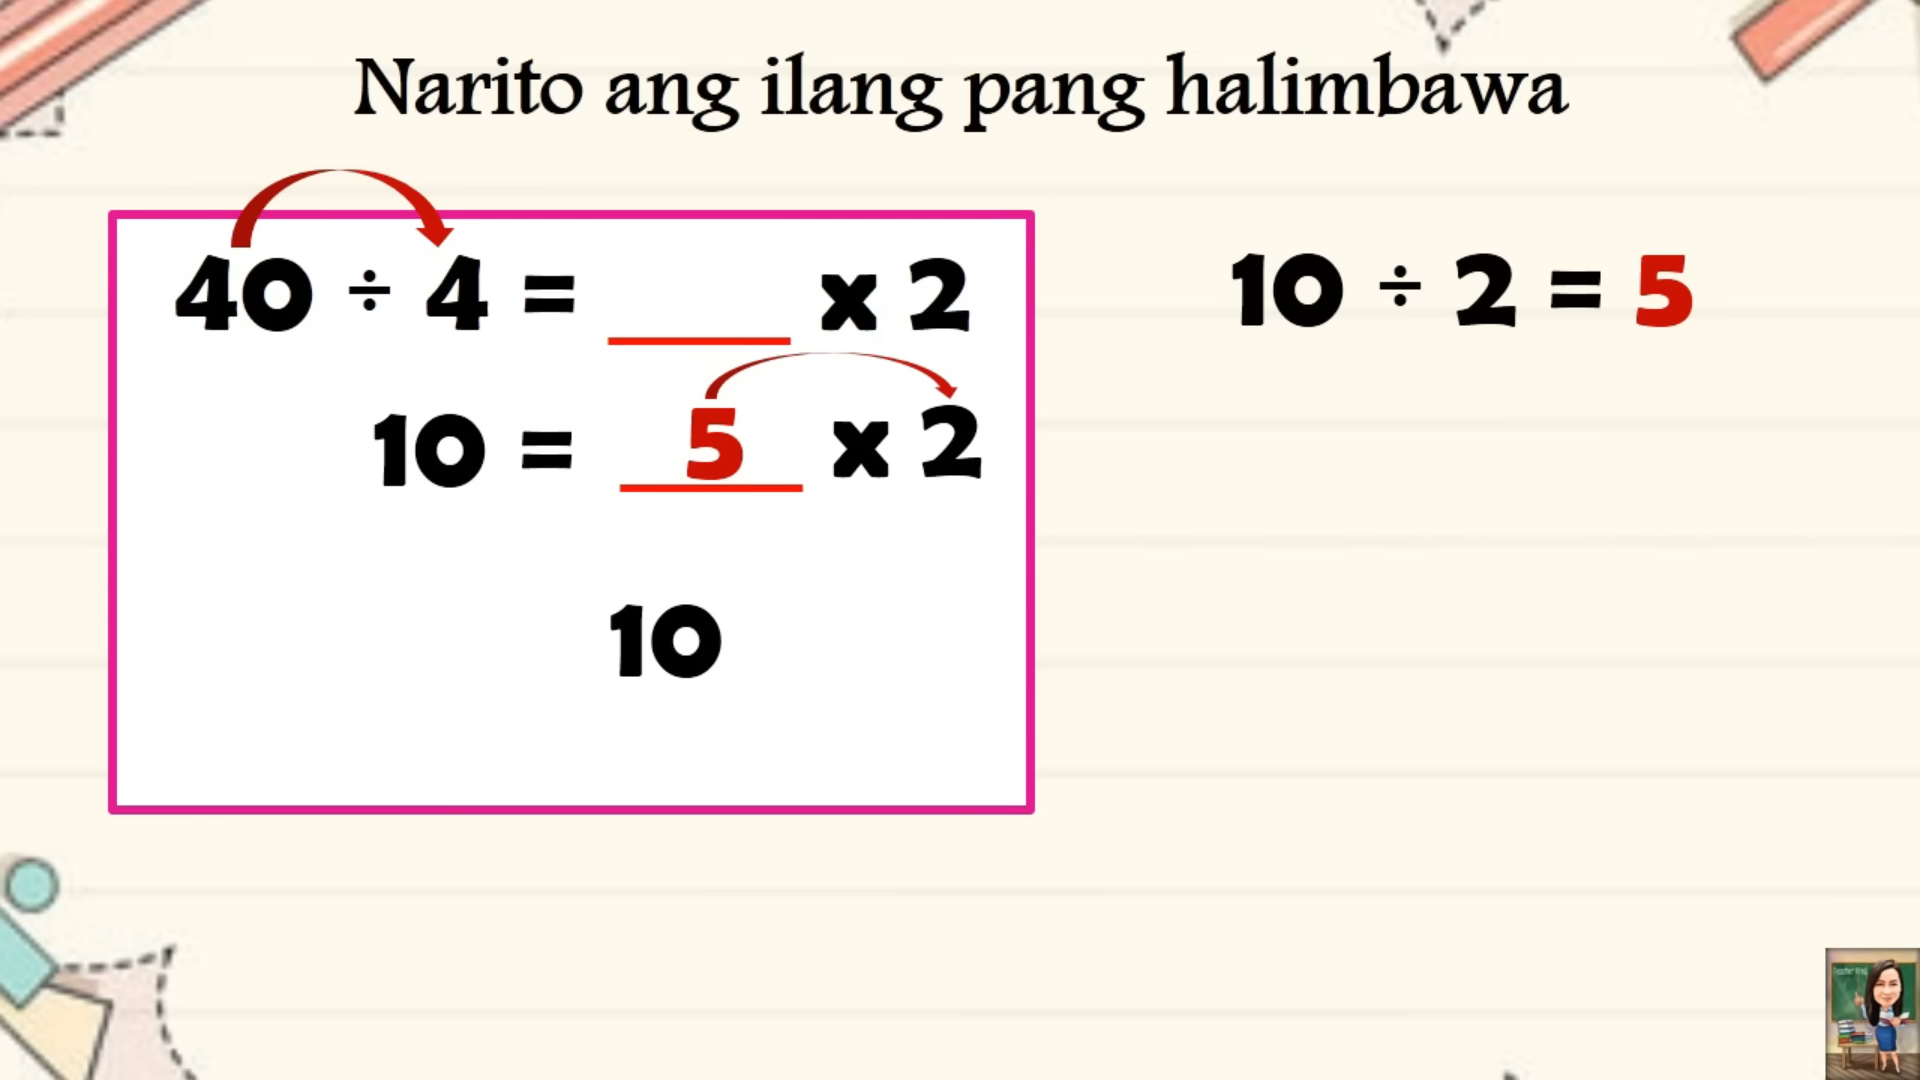 Narito ang ilang pang halimbawa
40 ÷ 4 = ____ x 2
10 = 5 x 2
10
10 ÷ 2 = 5